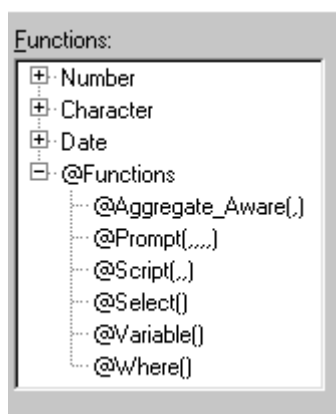 Functions:
Number
Character
Date
@Functions
@Aggregate_Aware(,)
@Prompt(,,,,)
@Script(,,)
@Select()
@Variable()
@Where()